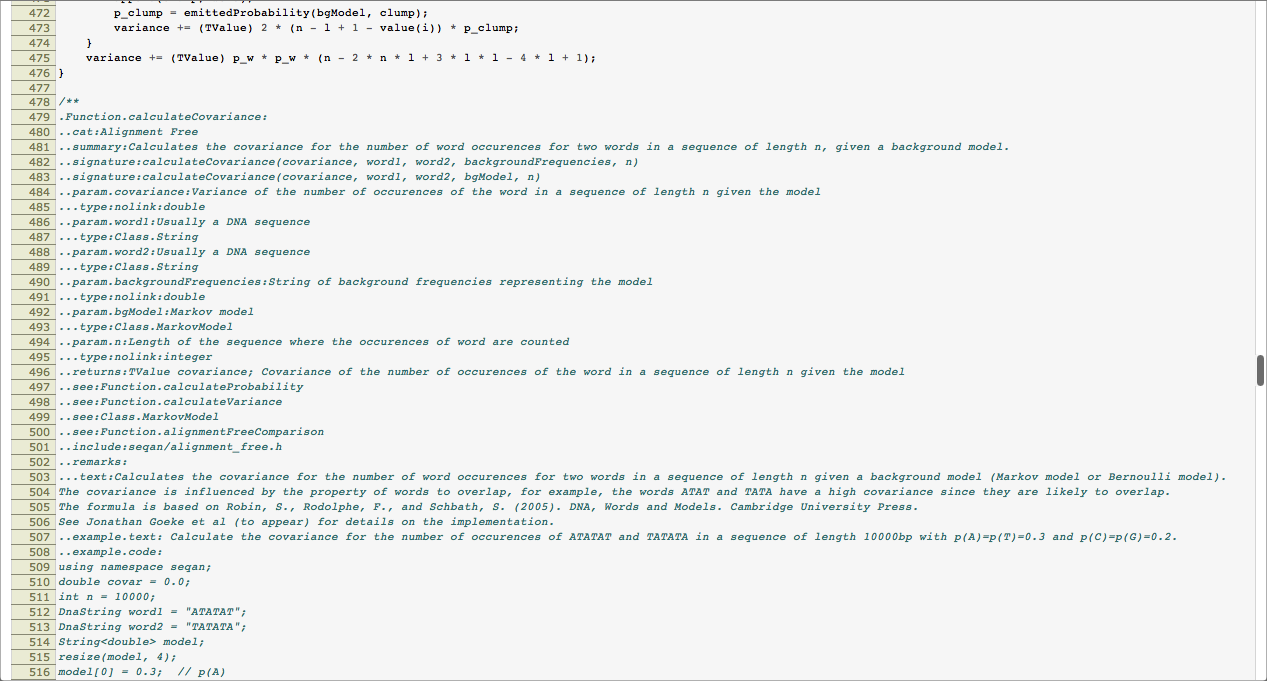 472 p_clump = emittedProbability(bgModel, clump);
473 variance += (TValue) 2 * (n - l + 1 - value(i)) * p_clump;
474 }
475 variance += (TValue) p_w * p_w * (n - 2 * n * l + 3 * l * l - 4 * l + 1);
476 }
477
478 /**
479 .Function.calculateCovariance:
480 ..cat:Alignment Free
481 ..summary:Calculates the covariance for the number of word occurences for two words in a sequence of length n, given a background model.
482 ..signature:calculateCovariance(covariance, word1, word2, backgroundFrequencies, n)
483 ..signature:calculateCovariance(covariance, word1, word2, bgModel, n)
484 ..param.covariance:Variance of the number of occurences of the word in a sequence of length n given the model
485 ...type:nolink:double
486 ..param.word1:Usually a DNA sequence
487 ...type:Class.String
488 ..param.word2:Usually a DNA sequence
489 ...type:Class.String
490 ..param.backgroundFrequencies:String of background frequencies representing the model
491 ...type:nolink:double
492 ..param.bgModel:Markov model
493 ...type:Class.MarkovModel
494 ..param.n:Length of the sequence where the occurences of word are counted
495 ...type:nolink:integer
496 ..returns:TValue covariance; Covariance of the number of occurences of the word in a sequence of length n given the model
497 ..see:Function.calculateProbability
498 ..see:Function.calculateVariance
499 ..see:Class.MarkovModel
500 ..see:Function.alignmentFreeComparison
501 ..include:seqan/alignment_free.h
502 ..remarks:
503 ...text:Calculates the covariance for the number of word occurences for two words in a sequence of length n given a background model (Markov model or Bernoulli model).
504 The covariance is influenced by the property of words to overlap, for example, the words ATAT and TATA have a high covariance since they are likely to overlap.
505 The formula is based on Robin, S., Rodolphe, F., and Schbath, S. (2005). DNA, Words and Models. Cambridge University Press.
506 See Jonathan Goeke et al (to appear) for details on the implementation.
507 ..example.text: Calculate the covariance for the number of occurences of ATATAT and TATATA in a sequence of length 10000bp with p(A)=p(T)=0.3 and p(C)=p(G)=0.2.
508 ..example.code:
509 using namespace seqan;
510 double covar = 0.0;
511 int n = 10000;
512 DnaString word1 = "ATATAT";
513 DnaString word2 = "TATATA";
514 String<double> model;
515 resize(model, 4);
516 model[0] = 0.3;  // p(A)